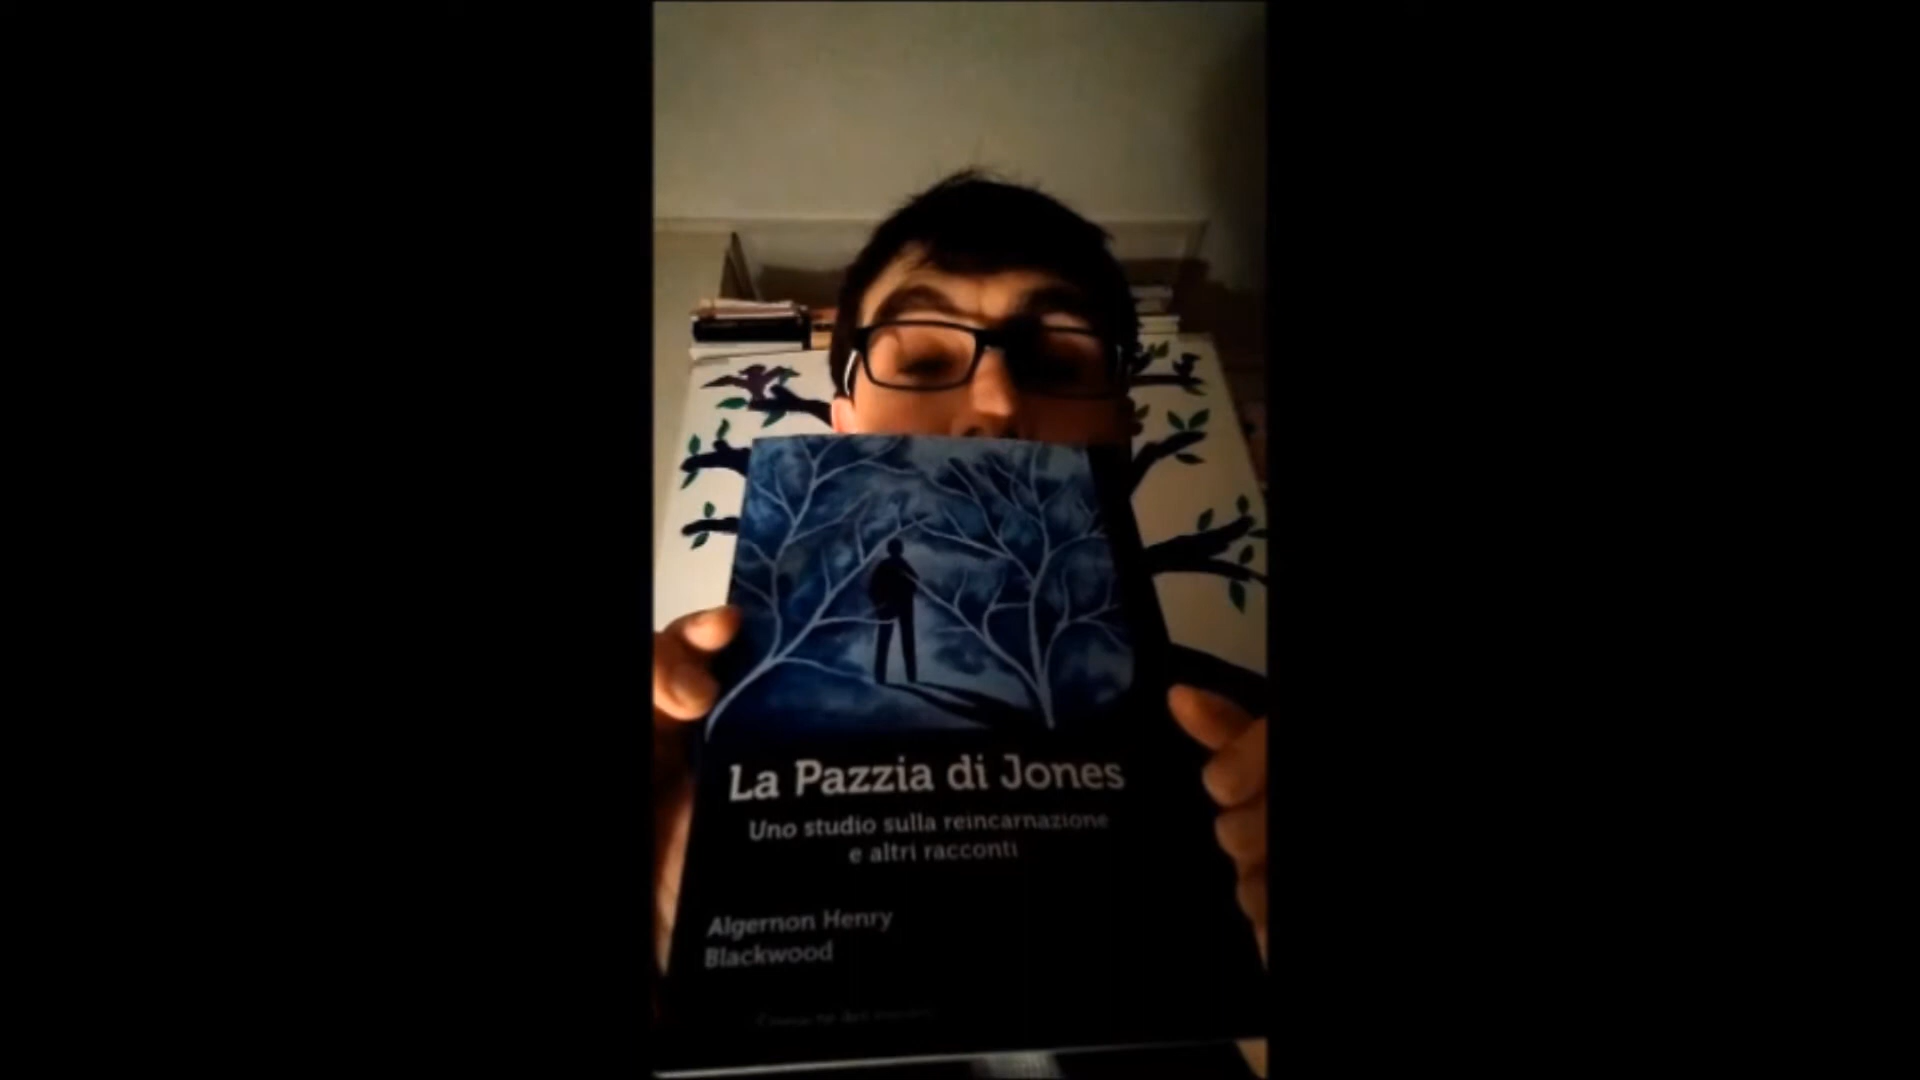 La Pazzia di Jones
Uno studio sulla reincarnazione
e altri racconti
Algernon Henry
Blackwood